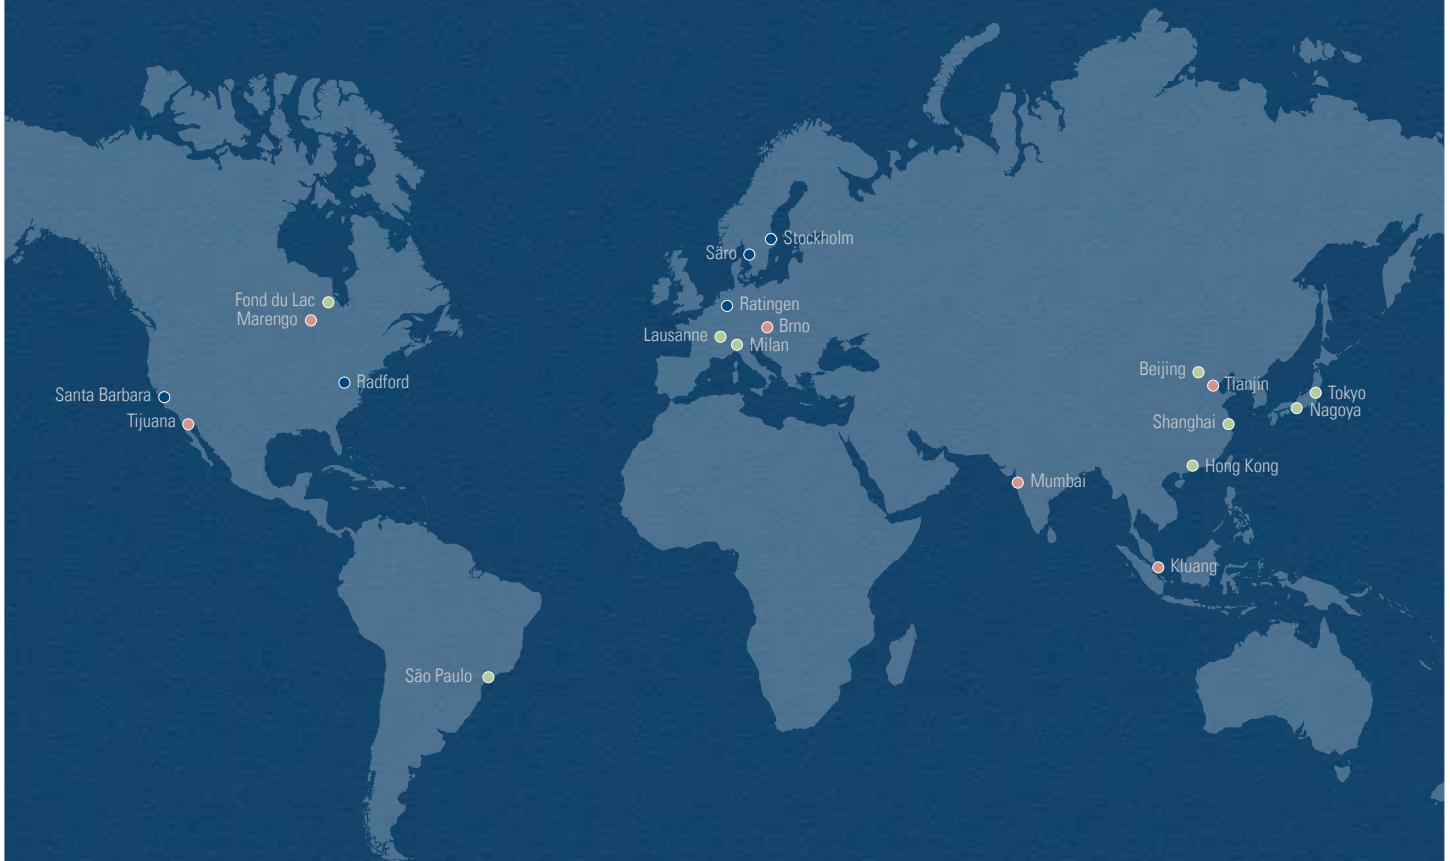 Stockholm
Säro
Fond du Lac
Ratingen
Marengo
Brno
Lausanne
Milan
Beijing
Radford
Tianjin
Santa Barbara
Tokyo
Nagoya
Tijuana
Shanghai
Hong Kong
Mumbai
Kluang
São Paulo